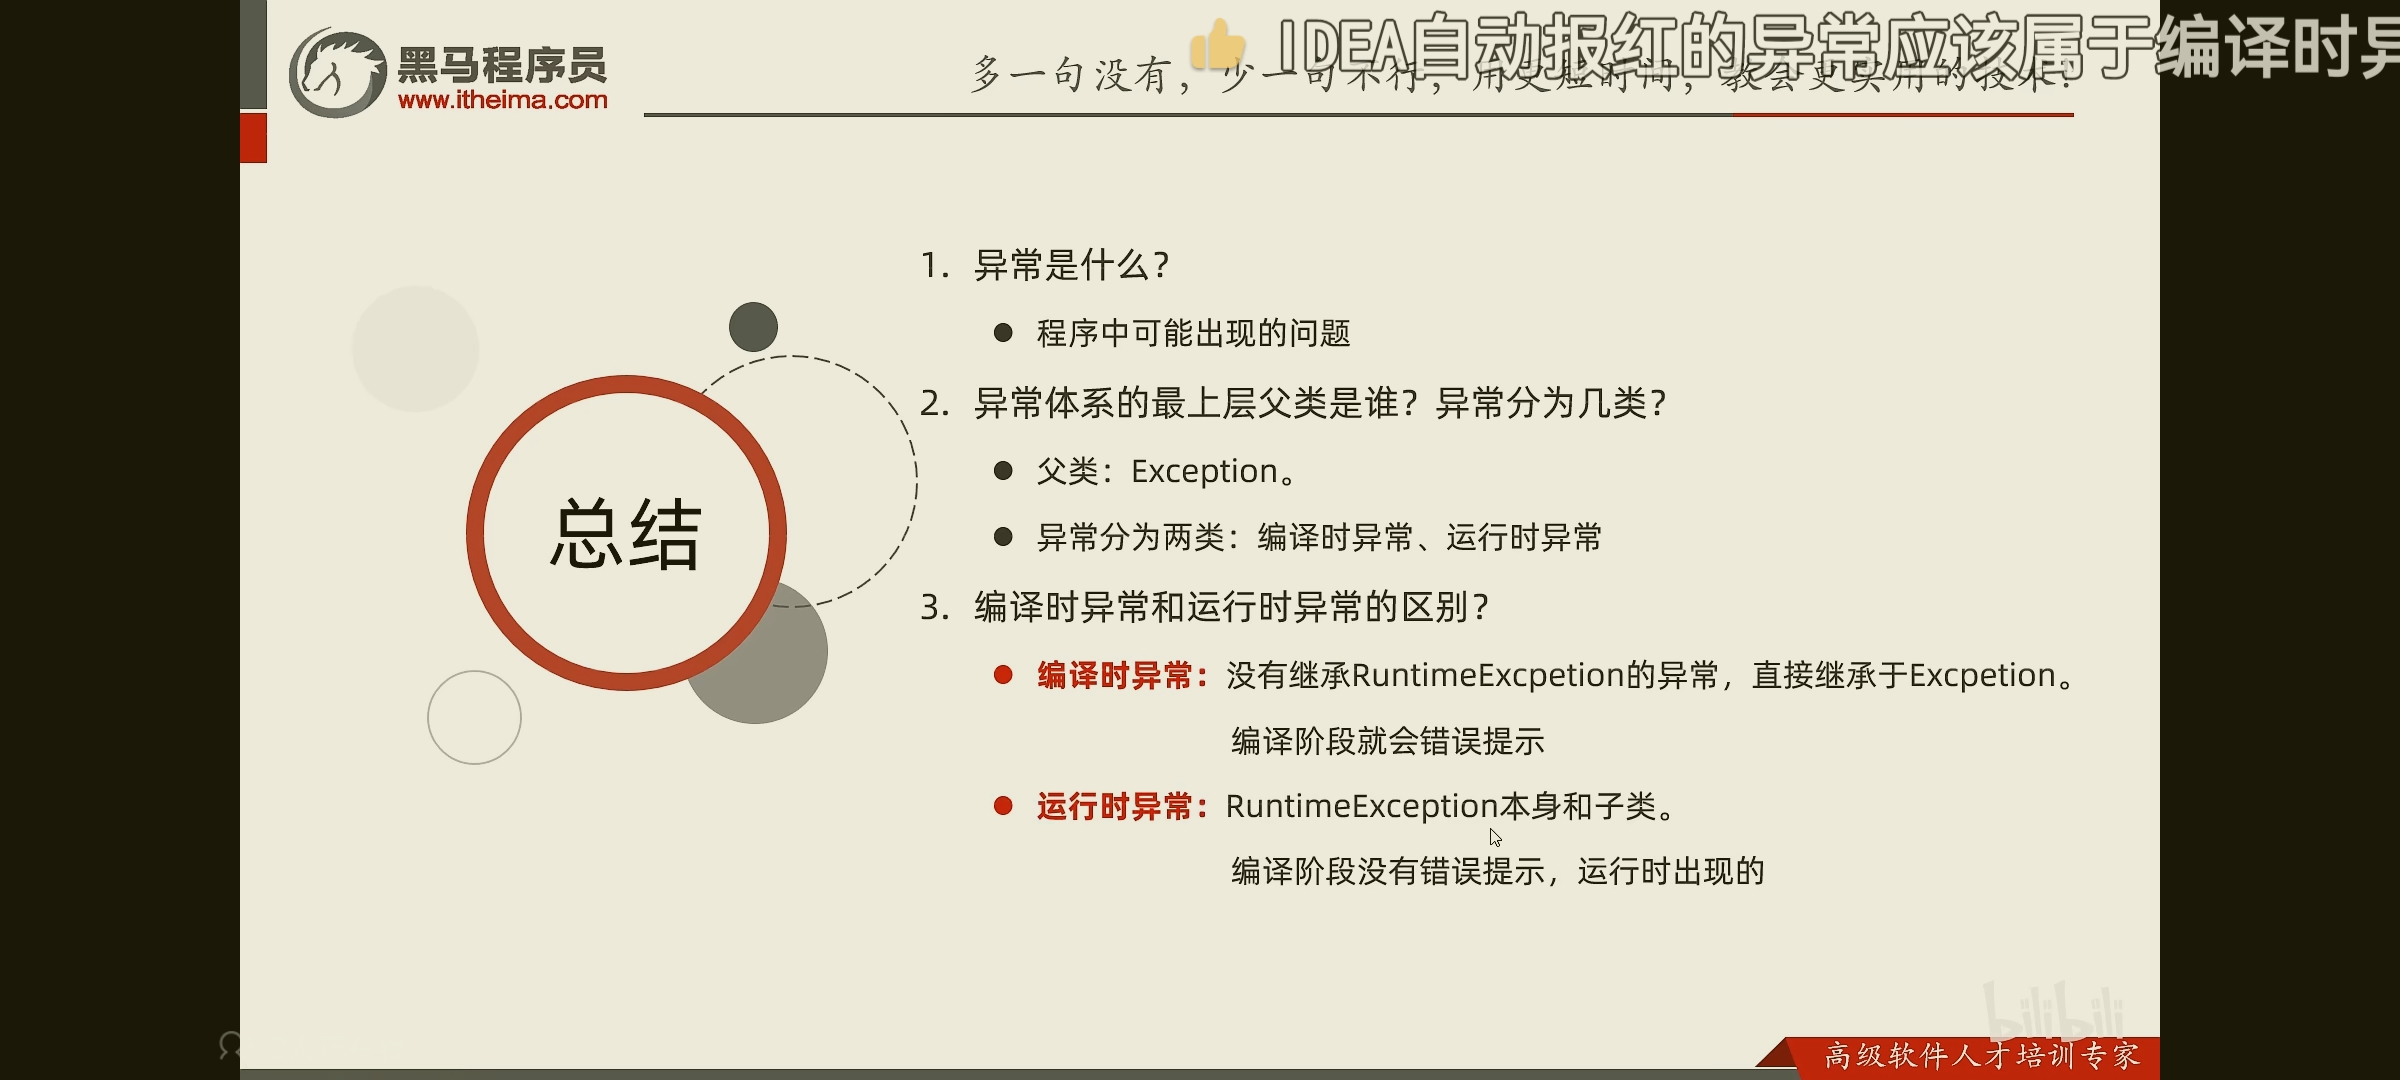 黑马程序员
www.itheima.com
IDEA自动报红的异常应该属于编译时异
多一句没有，少一句不行，用更短时间，教会更实用的技术！
1. 异常是什么？
程序中可能出现的问题
2. 异常体系的最上层父类是谁？异常分为几类？
父类：Exception。
异常分为两类：编译时异常、运行时异常
总结
3. 编译时异常和运行时异常的区别？
编译时异常：没有继承RuntimeExcpetion的异常，直接继承于Excpetion。
编译阶段就会错误提示
运行时异常：RuntimeException本身和子类。
编译阶段没有错误提示，运行时出现的
bilibili
高级软件人才培训专家